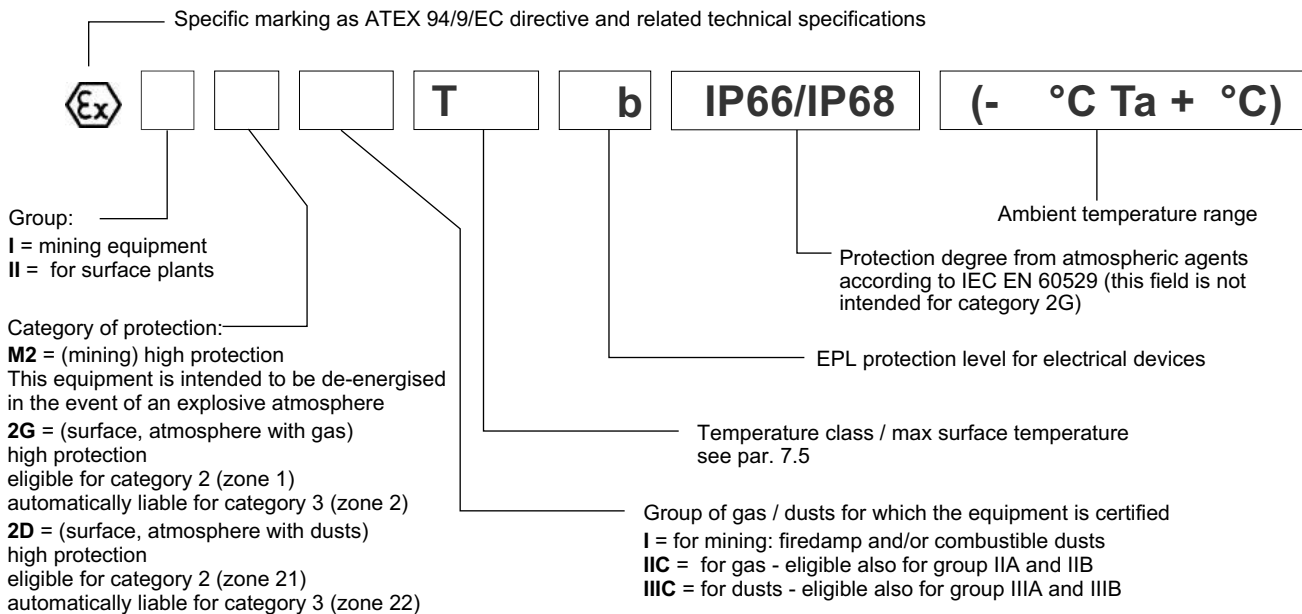 Specific marking as ATEX 94/9/EC directive and related technical specifications
Ex T b IP66/IP68 (- °C Ta + °C)
Group:
I = mining equipment
II = for surface plants
Ambient temperature range
Protection degree from atmospheric agents
according to IEC EN 60529 (this field is not
intended for category 2G)
Category of protection:
M2 = (mining) high protection
This equipment is intended to be de-energised
in the event of an explosive atmosphere
2G = (surface, atmosphere with gas)
high protection
eligible for category 2 (zone 1)
automatically liable for category 3 (zone 2)
2D = (surface, atmosphere with dusts)
high protection
eligible for category 2 (zone 21)
automatically liable for category 3 (zone 22)
EPL protection level for electrical devices
Temperature class / max surface temperature
see par. 7.5
Group of gas / dusts for which the equipment is certified
I = for mining: firedamp and/or combustible dusts
IIC = for gas - eligible also for group IIA and IIB
IIIC = for dusts - eligible also for group IIIA and IIIB